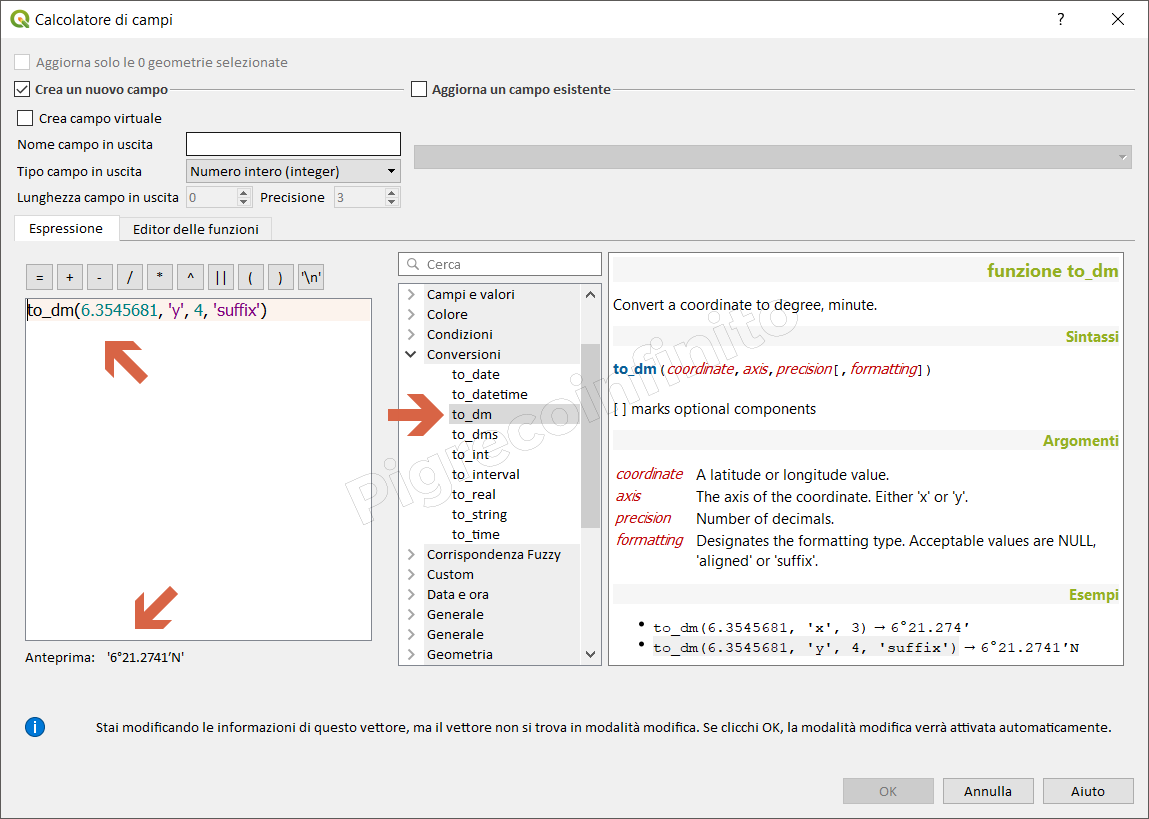 Calcolatore di campi
?
Aggiorna solo le 0 geometrie selezionate
Crea un nuovo campo
Aggiorna un campo esistente
Crea campo virtuale
Nome campo in uscita
Tipo campo in uscita
Numero intero (integer)
Lunghezza campo in uscita
0
Precisione
3
Espressione
Editor delle funzioni
= + - / * ^ || ( ) '\n'
to_dm(6.3545681, 'y', 4, 'suffix')
Anteprima: '6°21.2741′N'
Cerca
Campi e valori
Colore
Condizioni
Conversioni
to_date
to_datetime
to_dm
to_dms
to_int
to_interval
to_real
to_string
to_time
Corrispondenza Fuzzy
Custom
Data e ora
Generale
Generale
Geometria
funzione to_dm
Convert a coordinate to degree, minute.
Sintassi
to_dm(coordinate,axis,precision[,formatting])
[ ] marks optional components
Argomenti
coordinate A latitude or longitude value.
axis The axis of the coordinate. Either 'x' or 'y'.
precision Number of decimals.
formatting Designates the formatting type. Acceptable values are NULL,
'aligned' or 'suffix'.
Esempi
• to_dm(6.3545681, 'x', 3) → 6°21.274′
• to_dm(6.3545681, 'y', 4, 'suffix') → 6°21.2741′N
Pigrecoinfinito
i
Stai modificando le informazioni di questo vettore, ma il vettore non si trova in modalità modifica. Se clicchi OK, la modalità modifica verrà attivata automaticamente.
OK
Annulla
Aiuto